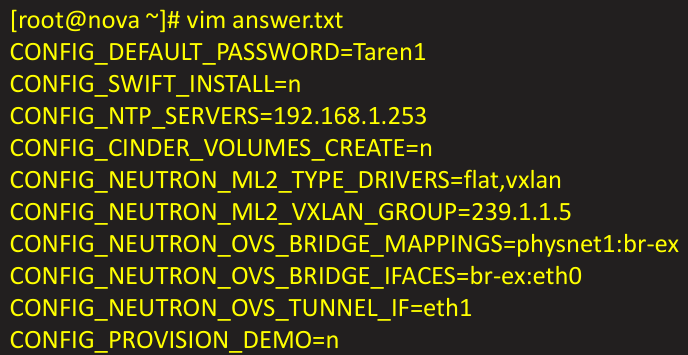 [root@nova ~]# vim answer.txt
CONFIG_DEFAULT_PASSWORD=Taren1
CONFIG_SWIFT_INSTALL=n
CONFIG_NTP_SERVERS=192.168.1.253
CONFIG_CINDER_VOLUMES_CREATE=n
CONFIG_NEUTRON_ML2_TYPE_DRIVERS=flat,vxlan
CONFIG_NEUTRON_ML2_VXLAN_GROUP=239.1.1.5
CONFIG_NEUTRON_OVS_BRIDGE_MAPPINGS=physnet1:br-ex
CONFIG_NEUTRON_OVS_BRIDGE_IFACES=br-ex:eth0
CONFIG_NEUTRON_OVS_TUNNEL_IF=eth1
CONFIG_PROVISION_DEMO=n